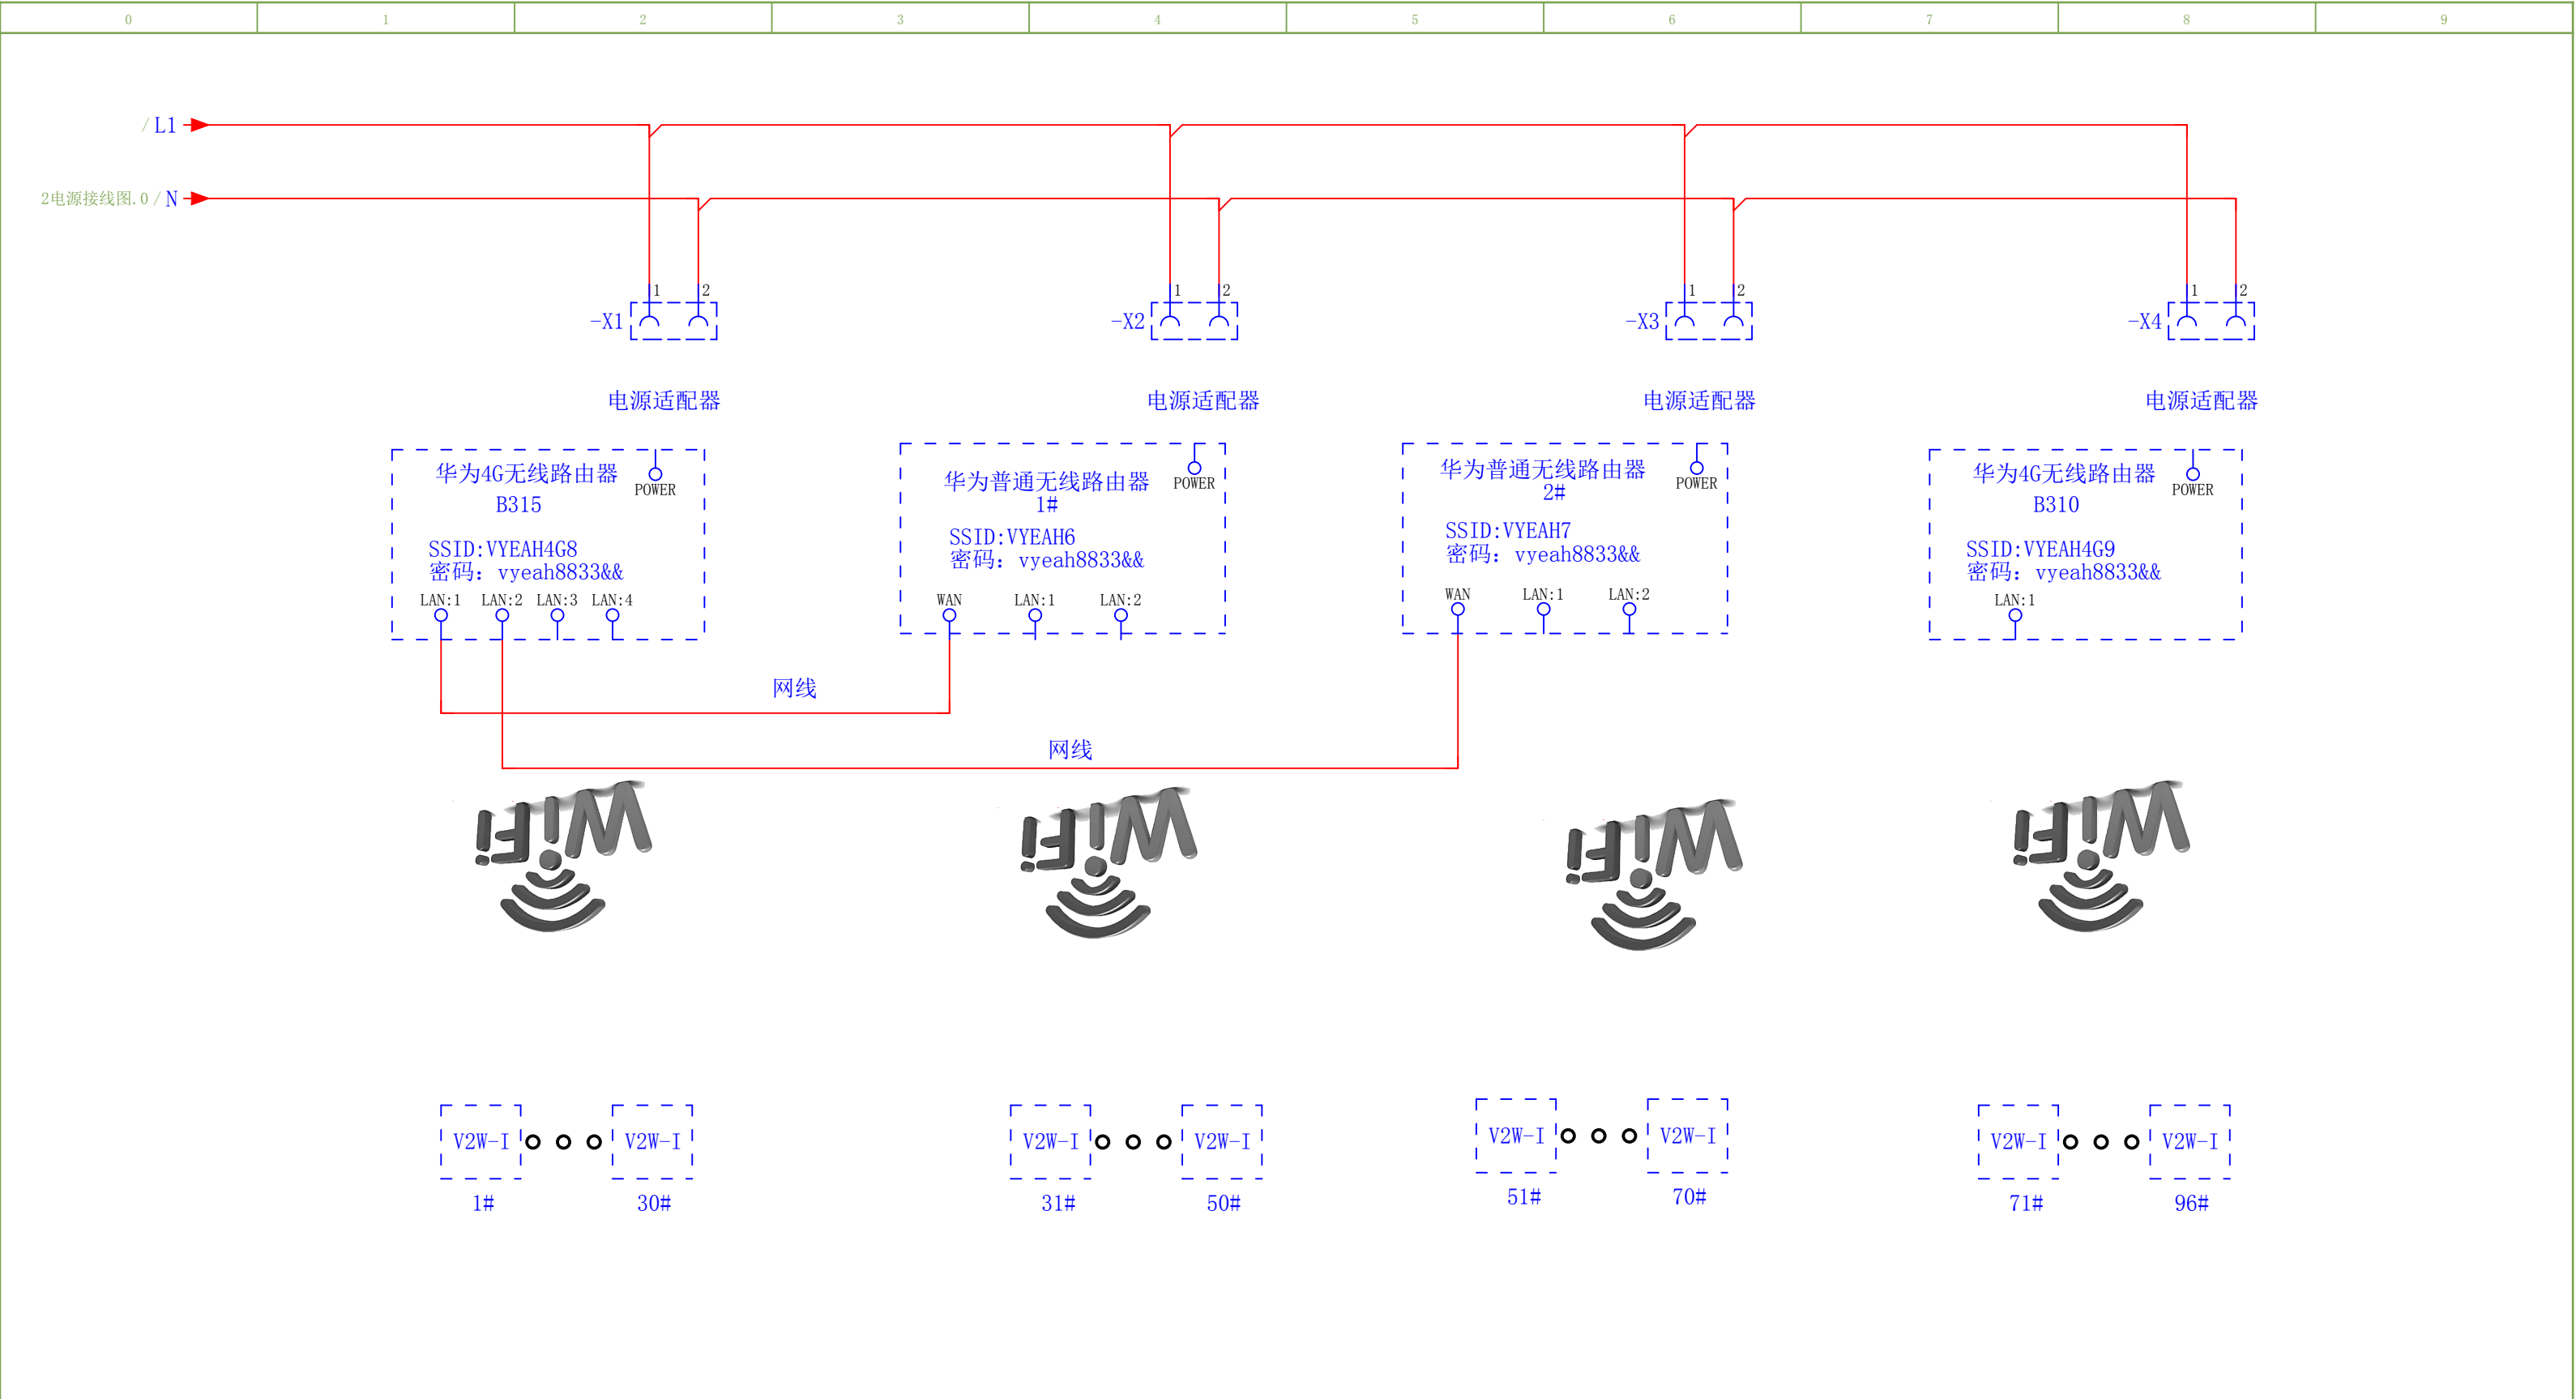 0 1 2 3 4 5 6 7 8 9
/ L1
2电源接线图.0 / N
1 2 1 2 1 2 1 2
-X1 -X2 -X3 -X4
电源适配器 电源适配器 电源适配器 电源适配器
华为4G无线路由器
B315
POWER
SSID:VYEAH4G8
密码：vyeah8833&&
LAN:1 LAN:2 LAN:3 LAN:4
华为普通无线路由器
1#
POWER
SSID:VYEAH6
密码：vyeah8833&&
WAN LAN:1 LAN:2
华为普通无线路由器
2#
POWER
SSID:VYEAH7
密码：vyeah8833&&
WAN LAN:1 LAN:2
华为4G无线路由器
B310
POWER
SSID:VYEAH4G9
密码：vyeah8833&&
LAN:1
网线
网线
WiFi WiFi WiFi WiFi
V2W-I V2W-I V2W-I V2W-I V2W-I V2W-I V2W-I V2W-I
1# 30# 31# 50# 51# 70# 71# 96#